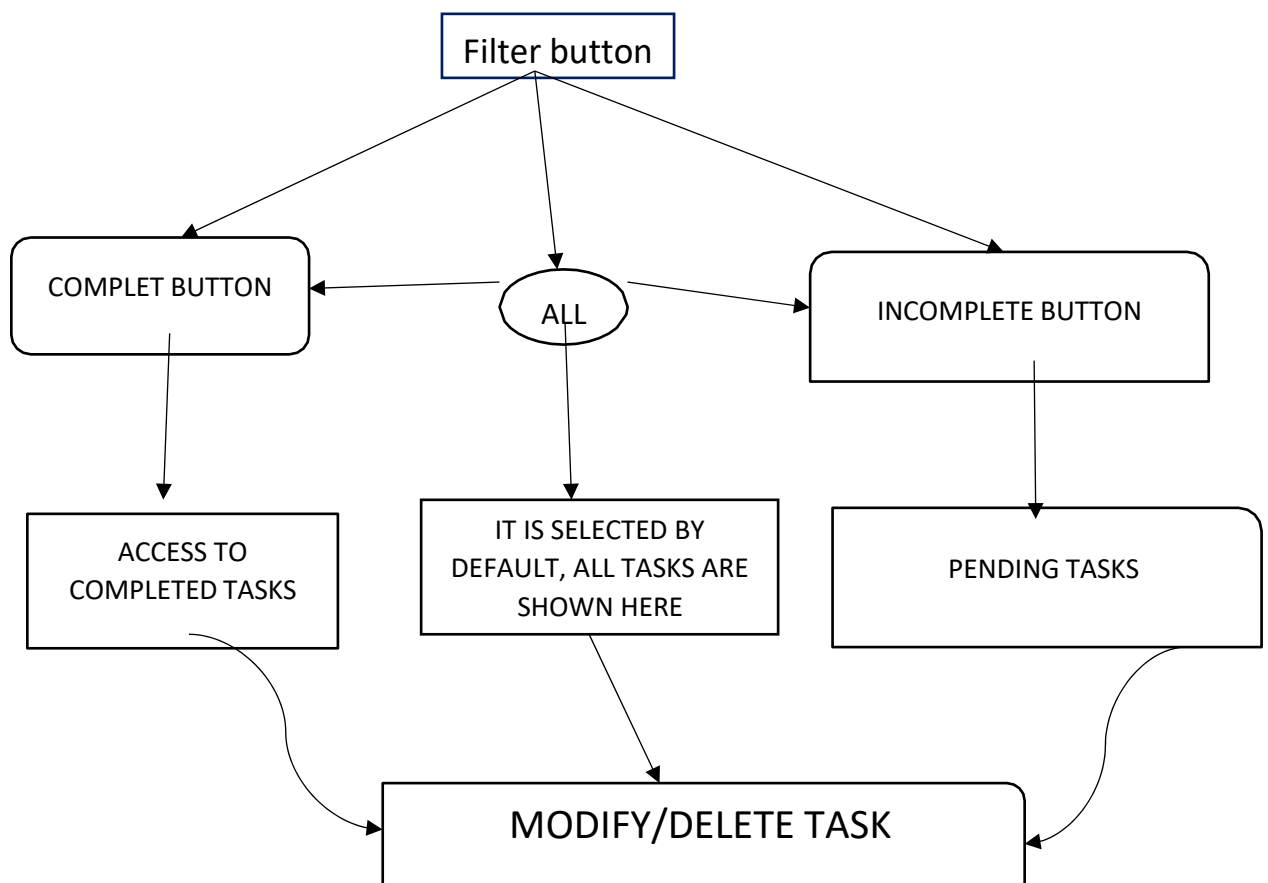 Filter button
COMPLET BUTTON
ALL
INCOMPLETE BUTTON
ACCESS TO
COMPLETED TASKS
IT IS SELECTED BY
DEFAULT, ALL TASKS ARE
SHOWN HERE
PENDING TASKS
MODIFY/DELETE TASK